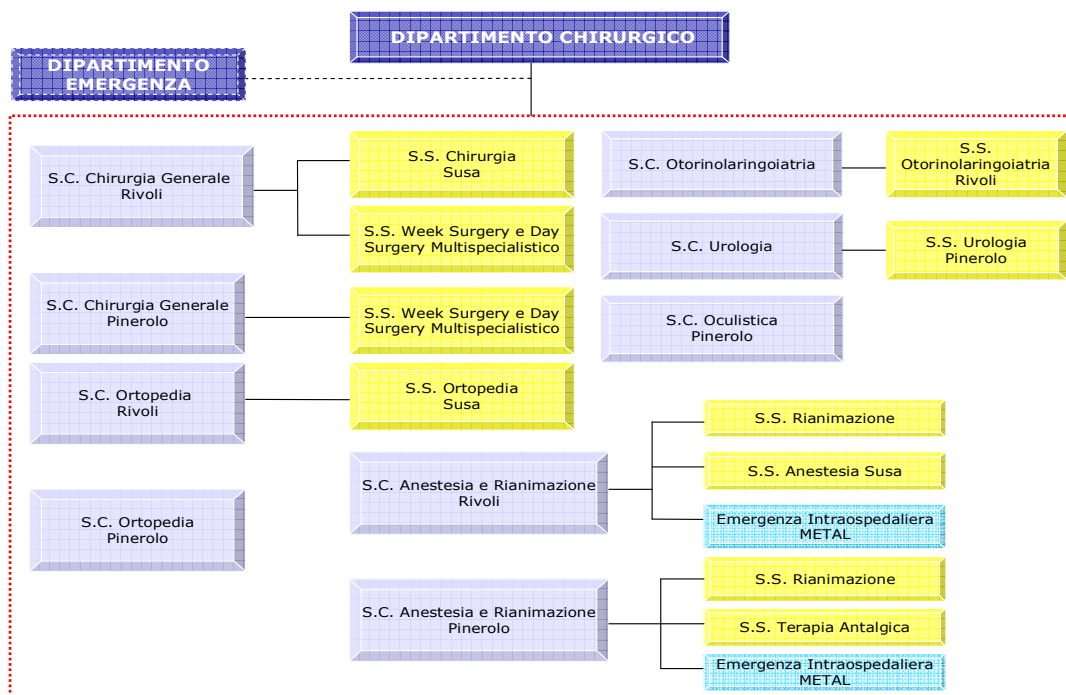 DIPARTIMENTO CHIRURGICO
DIPARTIMENTO
EMERGENZA
S.C. Chirurgia Generale
Rivoli
S.S. Chirurgia
Susa
S.S. Week Surgery e Day
Surgery Multispecialistico
S.C. Chirurgia Generale
Pinerolo
S.S. Week Surgery e Day
Surgery Multispecialistico
S.C. Ortopedia
Rivoli
S.S. Ortopedia
Susa
S.C. Ortopedia
Pinerolo
S.C. Otorinolaringoiatria
S.S.
Otorinolaringoiatria
Rivoli
S.C. Urologia
S.S. Urologia
Pinerolo
S.C. Oculistica
Pinerolo
S.C. Anestesia e Rianimazione
Rivoli
S.S. Rianimazione
S.S. Anestesia Susa
Emergenza Intraospedaliera
METAL
S.C. Anestesia e Rianimazione
Pinerolo
S.S. Rianimazione
S.S. Terapia Antalgica
Emergenza Intraospedaliera
METAL